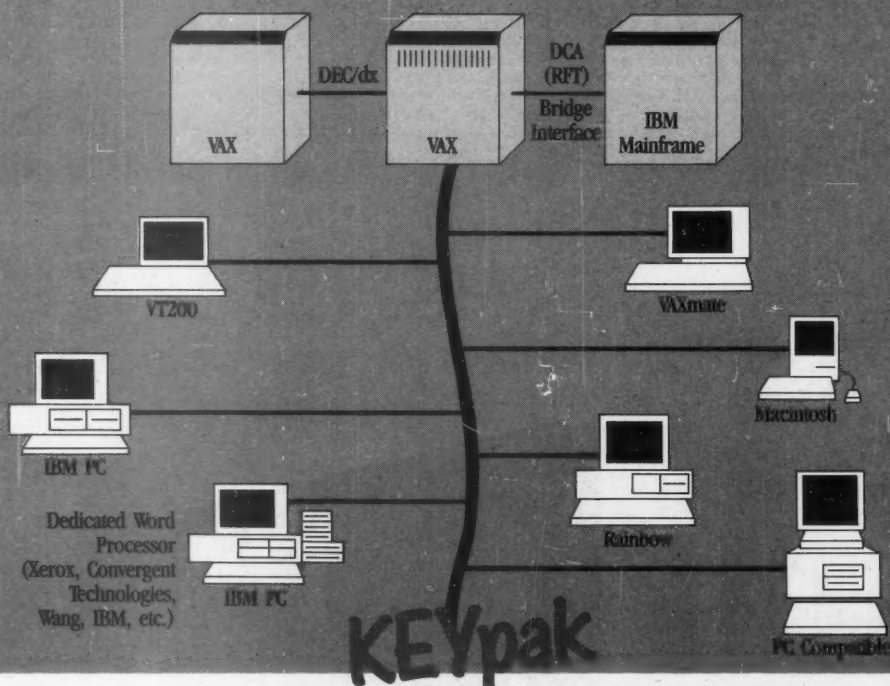 DEC/dx
DCA
(RFT)
Bridge
Interface
VAX
VAX
IBM
Mainframe
VT200
VAXmate
IBM PC
Macintosh
Dedicated Word
Processor
(Xerox, Convergent
Technologies,
Wang, IBM, etc.)
IBM PC
Rainbow
PC Compatible
KEYpak